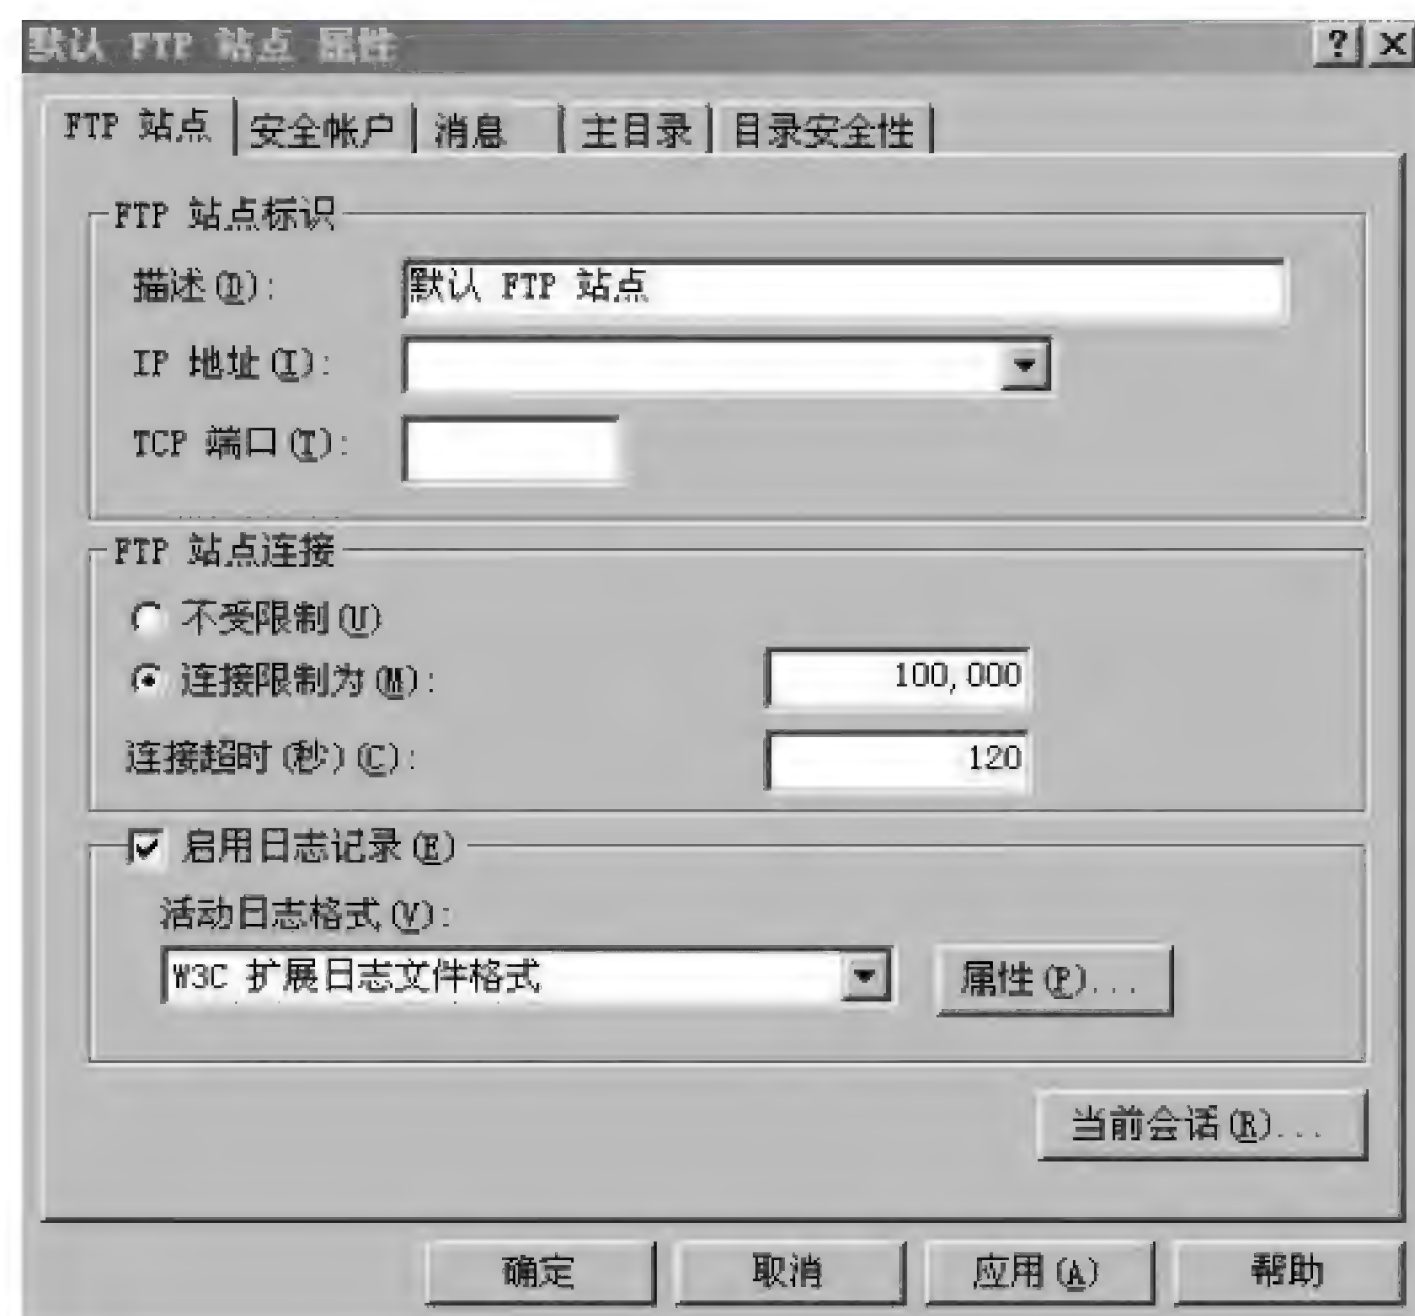 默认 FTP 站点 属性
FTP 站点 安全帐户 消息 主目录 目录安全性
FTP 站点标识
描述(D): 默认 FTP 站点
IP 地址(I):
TCP 端口(T):
FTP 站点连接
不受限制(U)
连接限制为(M): 100,000
连接超时(秒)(C): 120
启用日志记录(E)
活动日志格式(V):
W3C 扩展日志文件格式 属性(P)...
当前会话(R)...
确定 取消 应用(A) 帮助